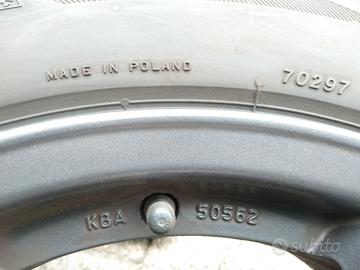 MADE IN POLAND 70297
KBA 50562
subito